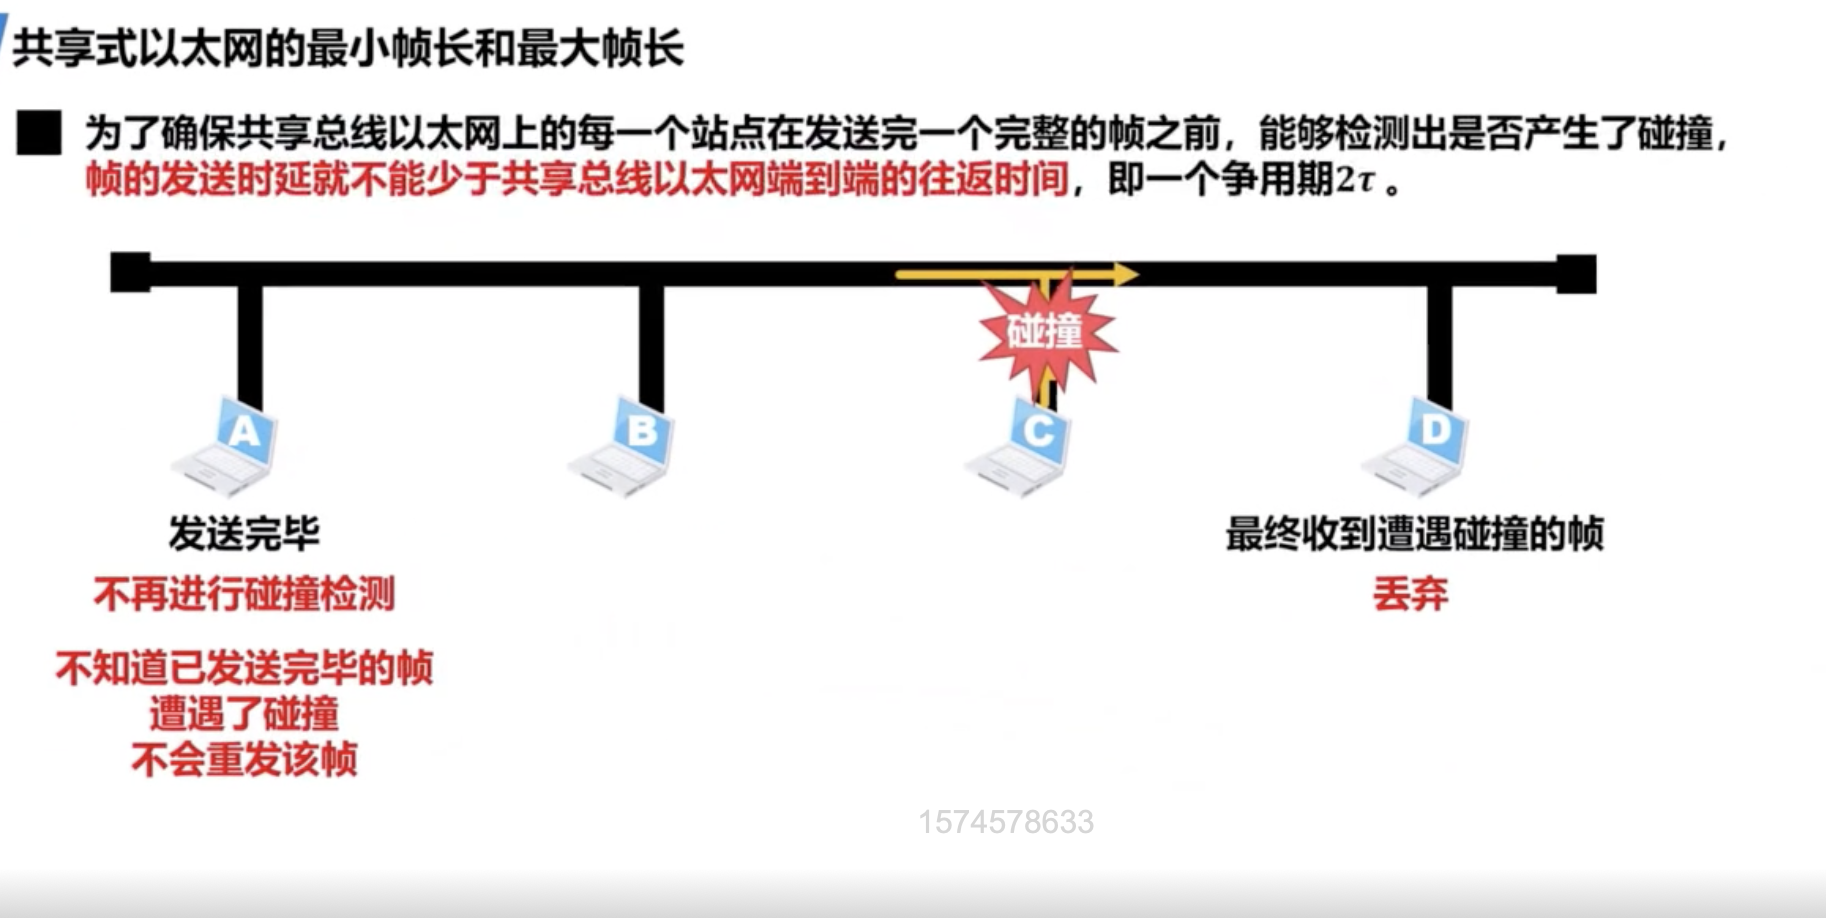 共享式以太网的最小帧长和最大帧长
为了确保共享总线以太网上的每一个站点在发送完一个完整的帧之前，能够检测出是否产生了碰撞，
帧的发送时延就不能少于共享总线以太网端到端的往返时间，即一个争用期2τ。
碰撞
A
B
C
D
发送完毕
不再进行碰撞检测
不知道已发送完毕的帧
遭遇了碰撞
不会重发该帧
最终收到遭遇碰撞的帧
丢弃
1574578633